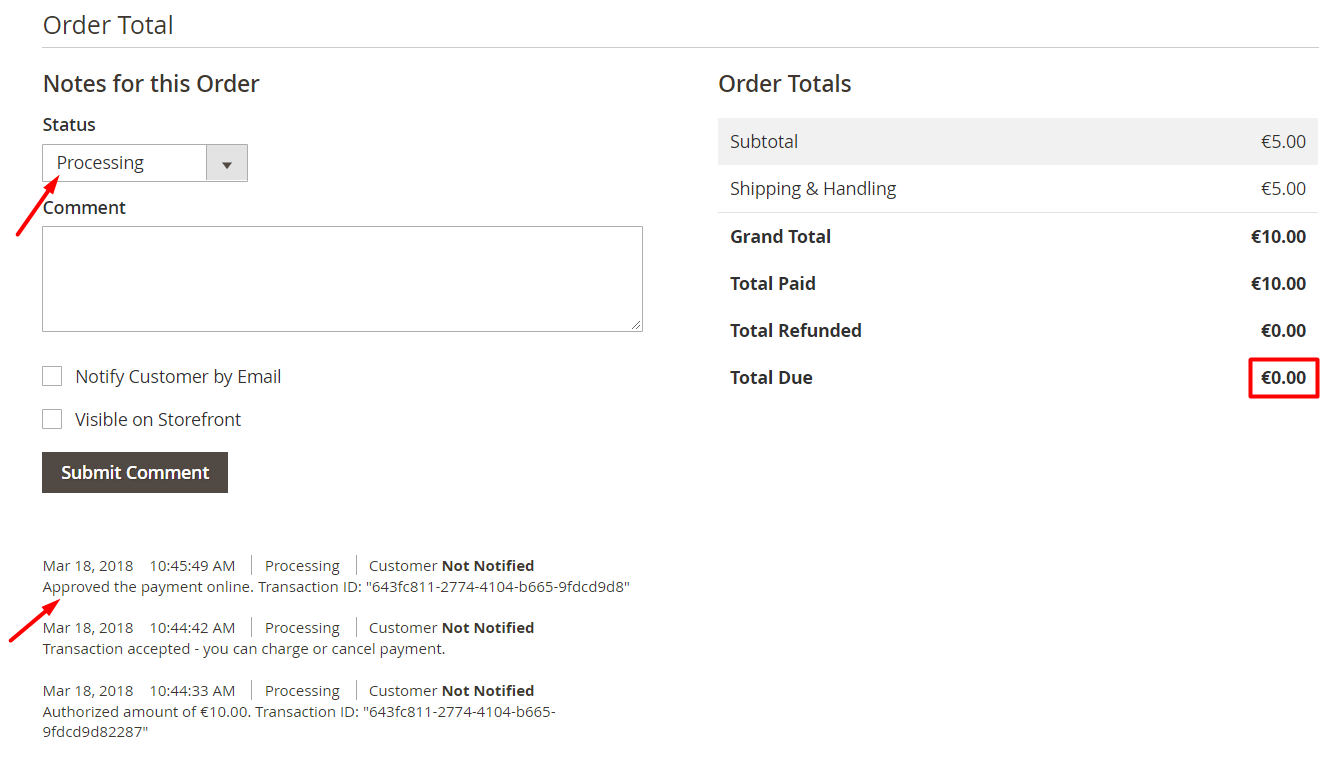 Order Total
Notes for this Order
Status
Processing
Comment
Notify Customer by Email
Visible on Storefront
Submit Comment
Mar 18, 2018 10:45:49 AM Processing Customer Not Notified
Approved the payment online. Transaction ID: "643fc811-2774-4104-b665-9fdcd9d8"
Mar 18, 2018 10:44:42 AM Processing Customer Not Notified
Transaction accepted - you can charge or cancel payment.
Mar 18, 2018 10:44:33 AM Processing Customer Not Notified
Authorized amount of €10.00. Transaction ID: "643fc811-2774-4104-b665-
9fdcd9d82287"
Order Totals
Subtotal €5.00
Shipping & Handling €5.00
Grand Total €10.00
Total Paid €10.00
Total Refunded €0.00
Total Due €0.00